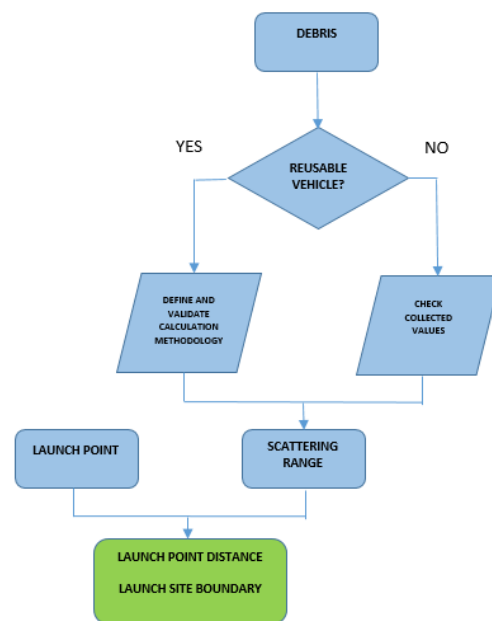 DEBRIS
YES
NO
REUSABLE
VEHICLE?
DEFINE AND
VALIDATE
CALCULATION
METHODOLOGY
CHECK
COLLECTED
VALUES
LAUNCH POINT
SCATTERING
RANGE
LAUNCH POINT DISTANCE
LAUNCH SITE BOUNDARY